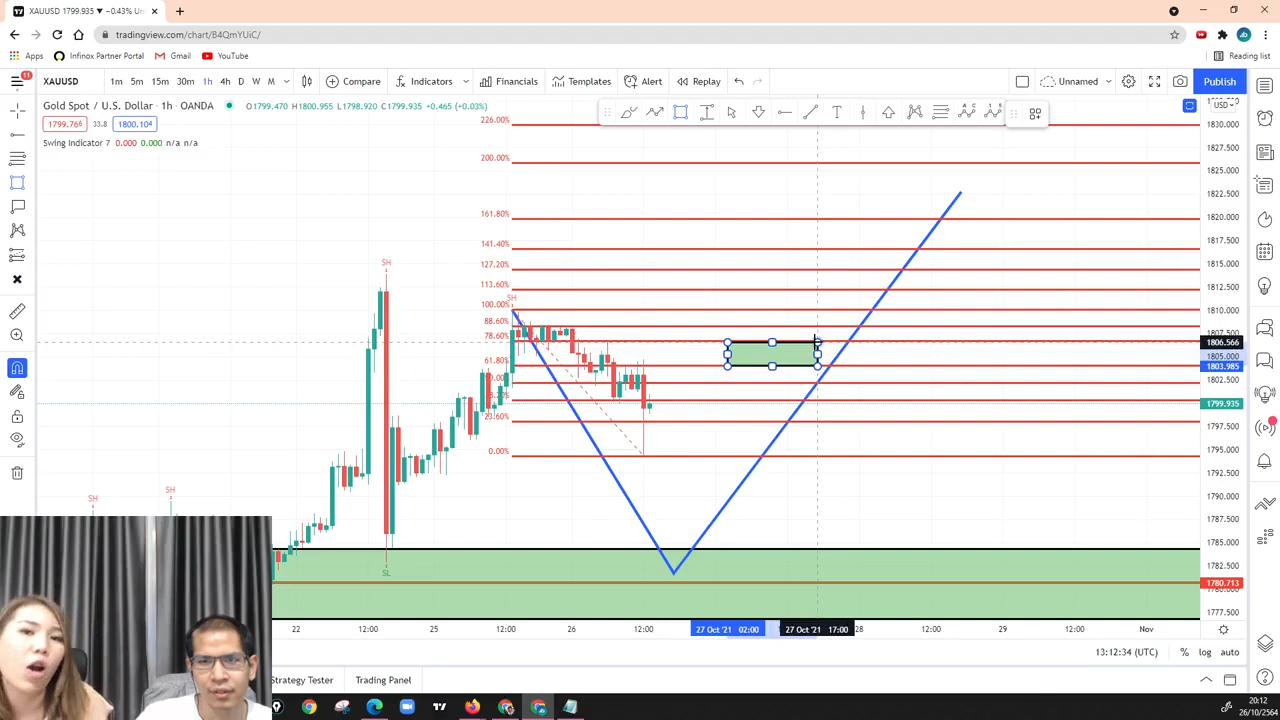 XAUUSD 1799.935 ▼ −0.43% Un
tradingview.com/chart/B4QmYUiC/
Apps Infinox Partner Portal Gmail YouTube Reading list
11
XAUUSD 1m 5m 15m 30m 1h 4h D W M Compare Indicators Financials Templates Alert Replay Unnamed Publish
Gold Spot / U.S. Dollar · 1h · OANDA O1799.470 H1800.955 L1798.920 C1799.935 +0.465 (+0.03%)
USD
1799.766 33.8 1800.104
Swing Indicator 7 0.000 0.000 n/a n/a
226.00%
200.00%
161.80%
141.40%
127.20%
113.60%
100.00%
88.60%
78.60%
61.80%
23.60%
0.00%
SH
SH
SH
SH
SL
1830.000
1827.500
1825.000
1822.500
1820.000
1817.500
1815.000
1812.500
1810.000
1807.500
1806.566
1805.000
1803.985
1802.500
1799.935
1797.500
1795.000
1792.500
1790.000
1787.500
1785.000
1782.500
1780.713
1777.500
22 12:00 25 12:00 26 12:00 27 Oct '21 02:00 27 Oct '21 17:00 28 12:00 29 12:00 Nov
13:12:34 (UTC) % log auto
Strategy Tester Trading Panel
20:12
26/10/2564